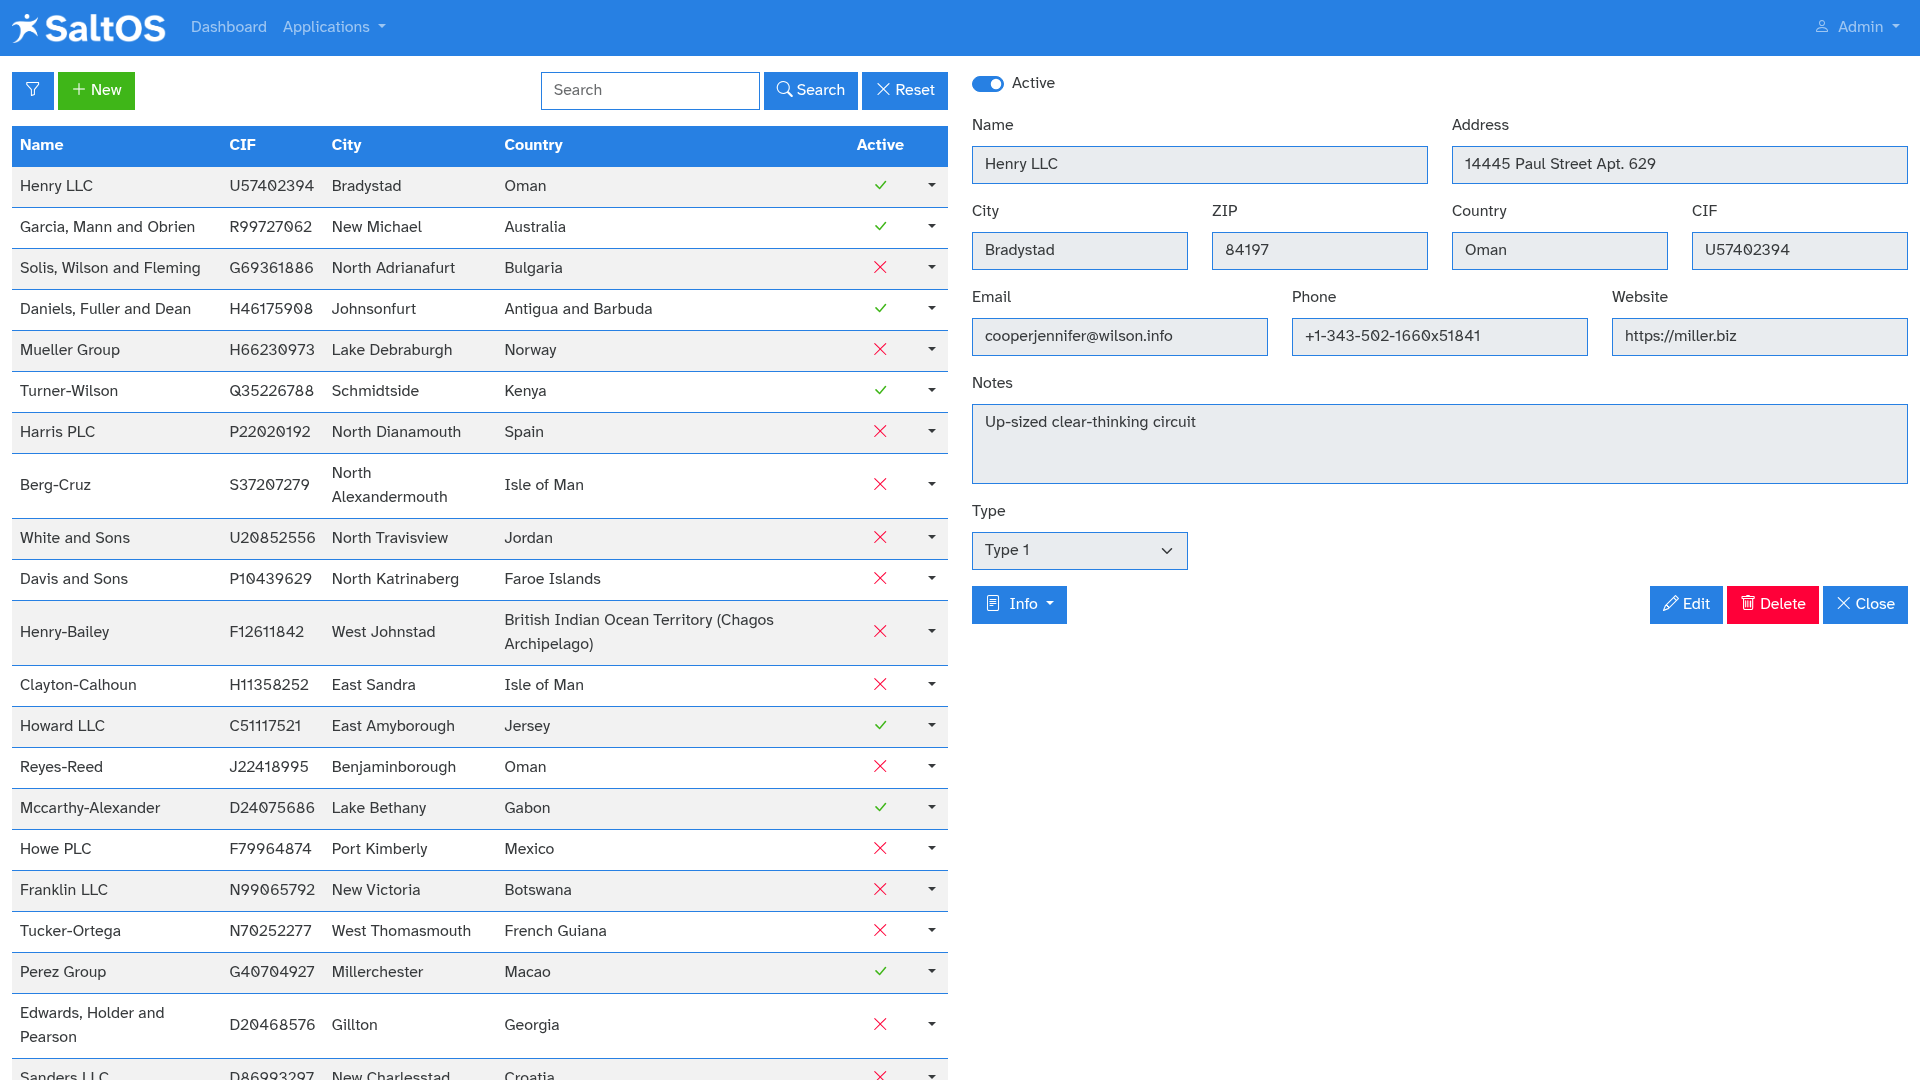 SaltOS Dashboard Applications Admin
New Search Search Reset
Name CIF City Country Active
Henry LLC U57402394 Bradystad Oman
Garcia, Mann and Obrien R99727062 New Michael Australia
Solis, Wilson and Fleming G69361886 North Adrianafurt Bulgaria
Daniels, Fuller and Dean H46175908 Johnsonfurt Antigua and Barbuda
Mueller Group H66230973 Lake Debraburgh Norway
Turner-Wilson Q35226788 Schmidtside Kenya
Harris PLC P22020192 North Dianamouth Spain
Berg-Cruz S37207279 North Alexandermouth Isle of Man
White and Sons U20852556 North Travisview Jordan
Davis and Sons P10439629 North Katrinaberg Faroe Islands
Henry-Bailey F12611842 West Johnstad British Indian Ocean Territory (Chagos Archipelago)
Clayton-Calhoun H11358252 East Sandra Isle of Man
Howard LLC C51117521 East Amyborough Jersey
Reyes-Reed J22418995 Benjaminborough Oman
Mccarthy-Alexander D24075686 Lake Bethany Gabon
Howe PLC F79964874 Port Kimberly Mexico
Franklin LLC N99065792 New Victoria Botswana
Tucker-Ortega N70252277 West Thomasmouth French Guiana
Perez Group G40704927 Millerchester Macao
Edwards, Holder and Pearson D20468576 Gillton Georgia
Sanders LLC D86993297 New Charlesstad Croatia
Active
Name Address
Henry LLC 14445 Paul Street Apt. 629
City ZIP Country CIF
Bradystad 84197 Oman U57402394
Email Phone Website
cooperjennifer@wilson.info +1-343-502-1660x51841 https://miller.biz
Notes
Up-sized clear-thinking circuit
Type
Type 1
Info Edit Delete Close